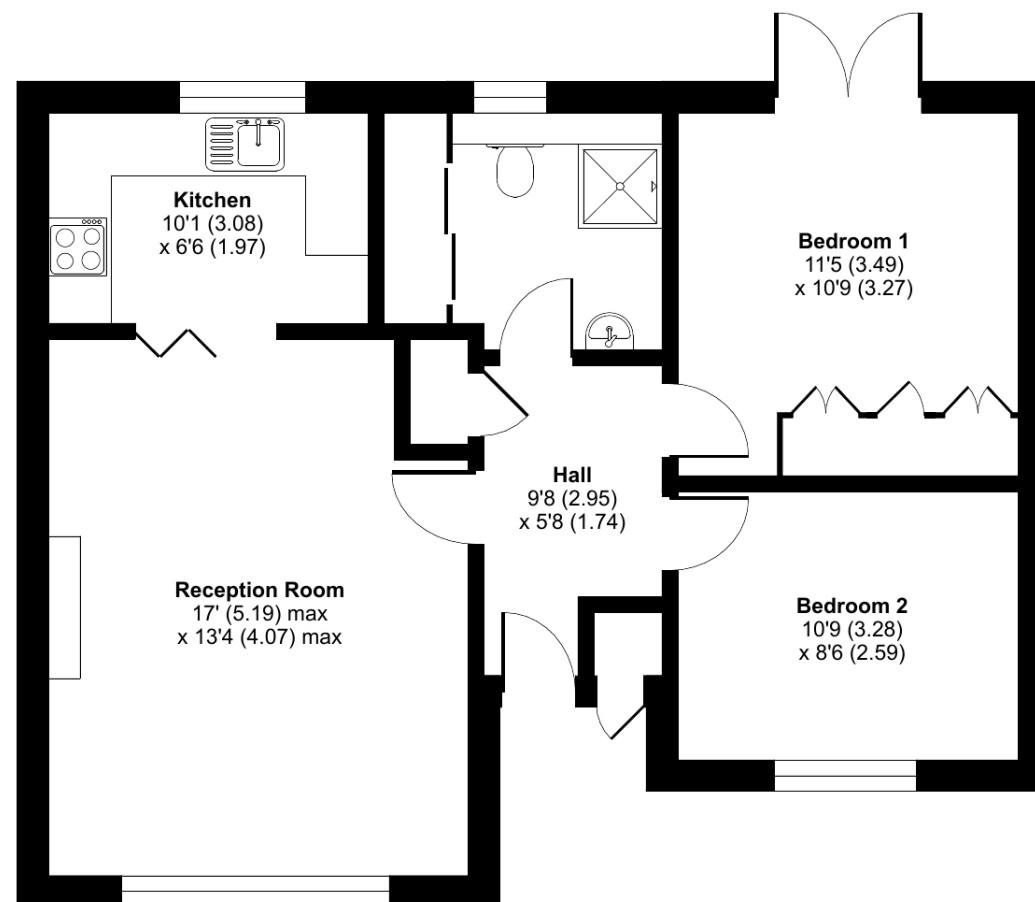 Kitchen
10'1 (3.08)
x 6'6 (1.97)
Bedroom 1
11'5 (3.49)
x 10'9 (3.27)
Hall
9'8 (2.95)
x 5'8 (1.74)
Reception Room
17' (5.19) max
x 13'4 (4.07) max
Bedroom 2
10'9 (3.28)
x 8'6 (2.59)